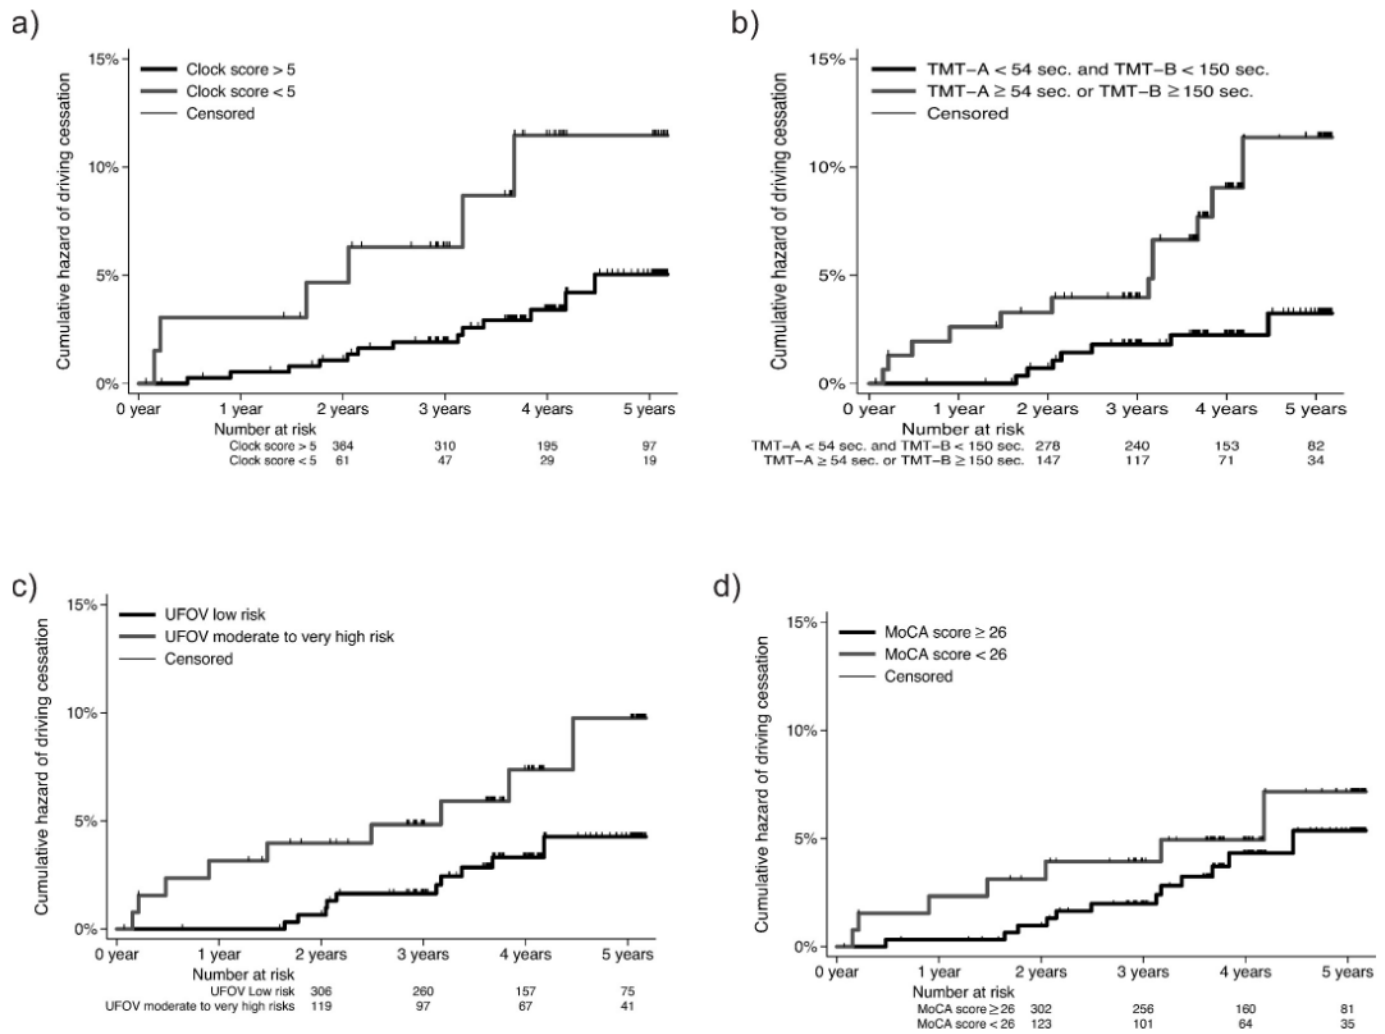 a)
Cumulative hazard of driving cessation
15%
10%
5%
0%
Clock score > 5
Clock score < 5
Censored
0 year 1 year 2 years 3 years 4 years 5 years
Number at risk
Clock score > 5 364 310 195 97
Clock score < 5 61 47 29 19
b)
Cumulative hazard of driving cessation
15%
10%
5%
0%
TMT−A < 54 sec. and TMT−B < 150 sec.
TMT−A ≥ 54 sec. or TMT−B ≥ 150 sec.
Censored
0 year 1 year 2 years 3 years 4 years 5 years
Number at risk
TMT−A < 54 sec. and TMT−B < 150 sec. 278 240 153 82
TMT−A ≥ 54 sec. or TMT−B ≥ 150 sec. 147 117 71 34
c)
Cumulative hazard of driving cessation
15%
10%
5%
0%
UFOV low risk
UFOV moderate to very high risk
Censored
0 year 1 year 2 years 3 years 4 years 5 years
Number at risk
UFOV Low risk 306 260 157 75
UFOV moderate to very high risks 119 97 67 41
d)
Cumulative hazard of driving cessation
15%
10%
5%
0%
MoCA score ≥ 26
MoCA score < 26
Censored
0 year 1 year 2 years 3 years 4 years 5 years
Number at risk
MoCA score ≥26 302 256 160 81
MoCA score < 26 123 101 64 35